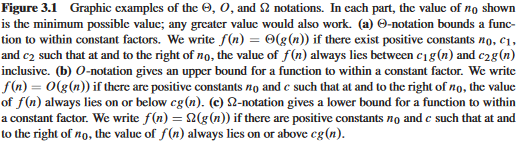 Figure 3.1 Graphic examples of the Θ, O, and Ω notations. In each part, the value of n₀ shown
is the minimum possible value; any greater value would also work. (a) Θ-notation bounds a func-
tion to within constant factors. We write f(n) = Θ(g(n)) if there exist positive constants n₀, c₁,
and c₂ such that at and to the right of n₀, the value of f(n) always lies between c₁g(n) and c₂g(n)
inclusive. (b) O-notation gives an upper bound for a function to within a constant factor. We write
f(n) = O(g(n)) if there are positive constants n₀ and c such that at and to the right of n₀, the value
of f(n) always lies on or below cg(n). (c) Ω-notation gives a lower bound for a function to within
a constant factor. We write f(n) = Ω(g(n)) if there are positive constants n₀ and c such that at and
to the right of n₀, the value of f(n) always lies on or above cg(n).